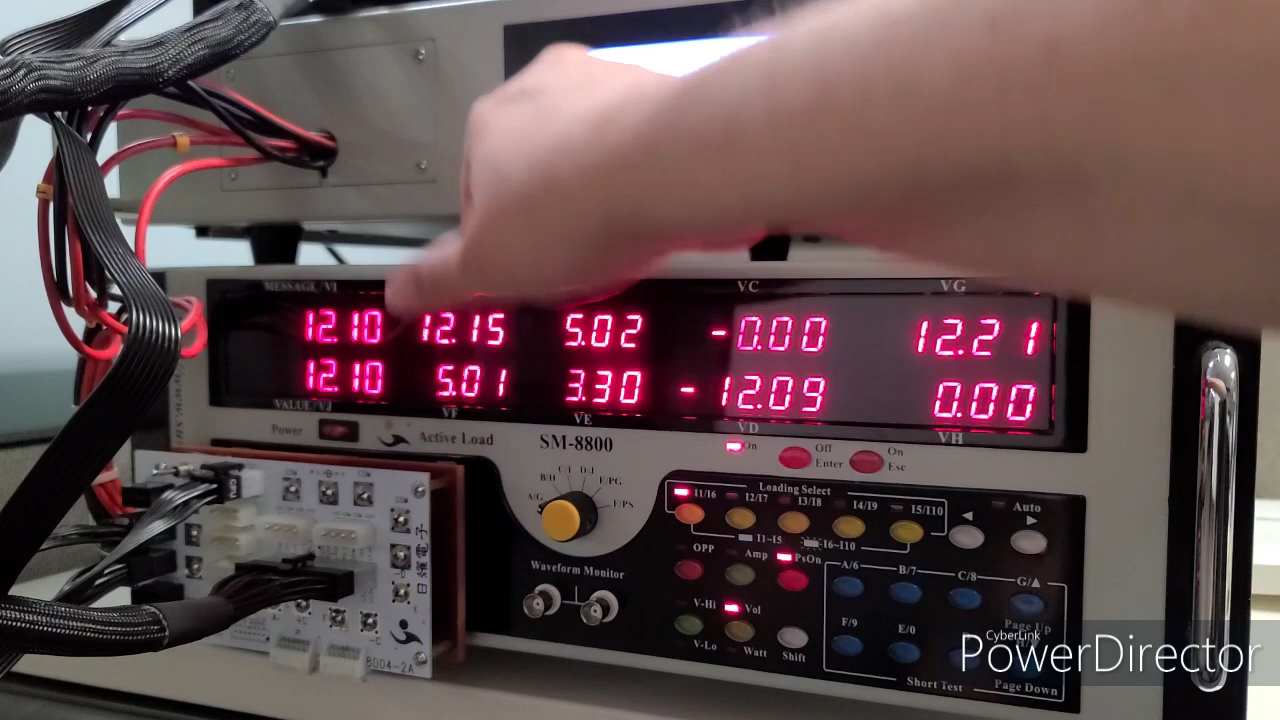 MESSAGE/VI
VC
VG
12.10 12.15 5.02 -0.00 12.21
12.10 5.01 3.30 -12.09 0.00
VALUE/VJ
VF
VE
VD
VH
Power
Active Load
SM-8800
On
Off
Enter
On
Esc
Loading Select
I1/I6 I2/I7 I3/I8 I4/I9 I5/I10
Auto
I1~I5 I6~I10
A/G B/H C/I D/J E/PG F/PS
OPP Amp PsOn
Waveform Monitor
A/6 B/7 C/8 G/▲
Page Up
V-Hi Vol
V-Lo Watt Shift
F/9 E/0
Short Test
Page Down
CPU
8004-2A
CyberLink
PowerDirector